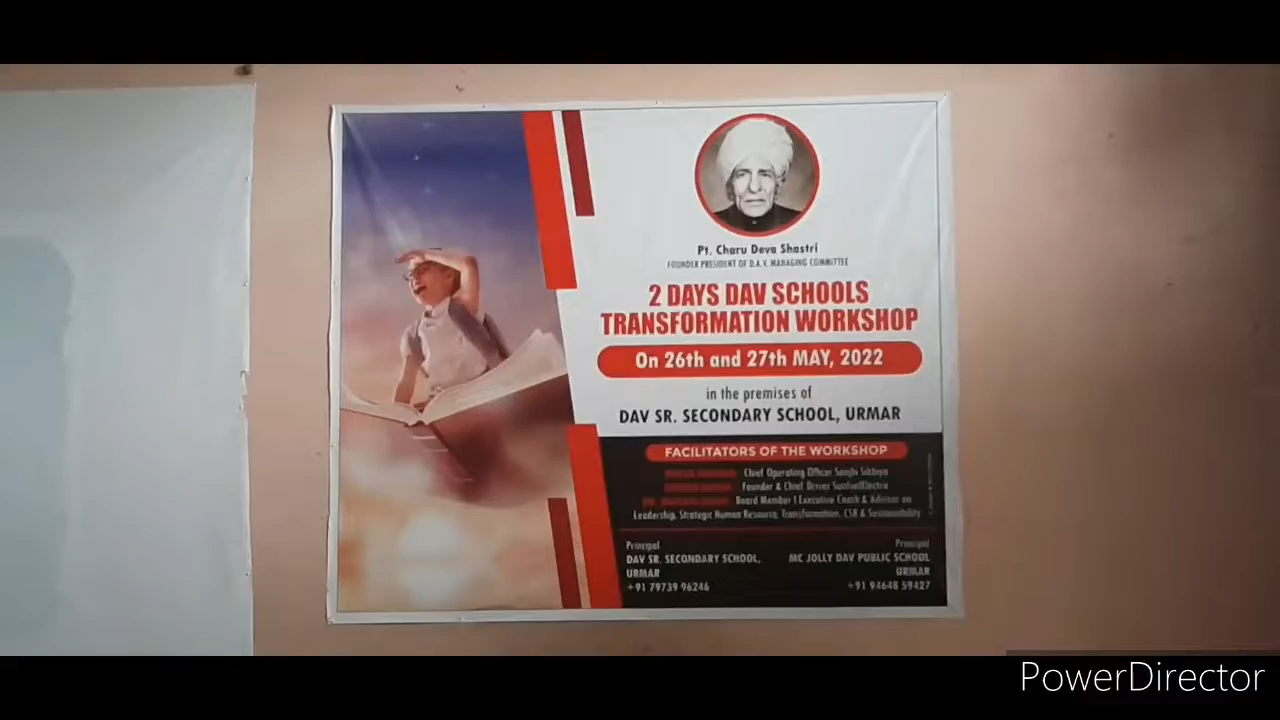 Pt. Charu Deva Shastri
FOUNDER PRESIDENT OF D.A.V. MANAGING COMMITTEE
2 DAYS DAV SCHOOLS
TRANSFORMATION WORKSHOP
On 26th and 27th MAY, 2022
in the premises of
DAV SR. SECONDARY SCHOOL, URMAR
FACILITATORS OF THE WORKSHOP
Chief Operating Officer Sanghi
Founder & Chief
Board Member I Executive Coach & Advisor on
Leadership, Strategic Human Resource, Transformation, CSR & Sustainability
Principal
DAV SR. SECONDARY SCHOOL,
URMAR
+91 79739 96246
Principal
MC JOLLY DAV PUBLIC SCHOOL
URMAR
+91 94648 59427
PowerDirector